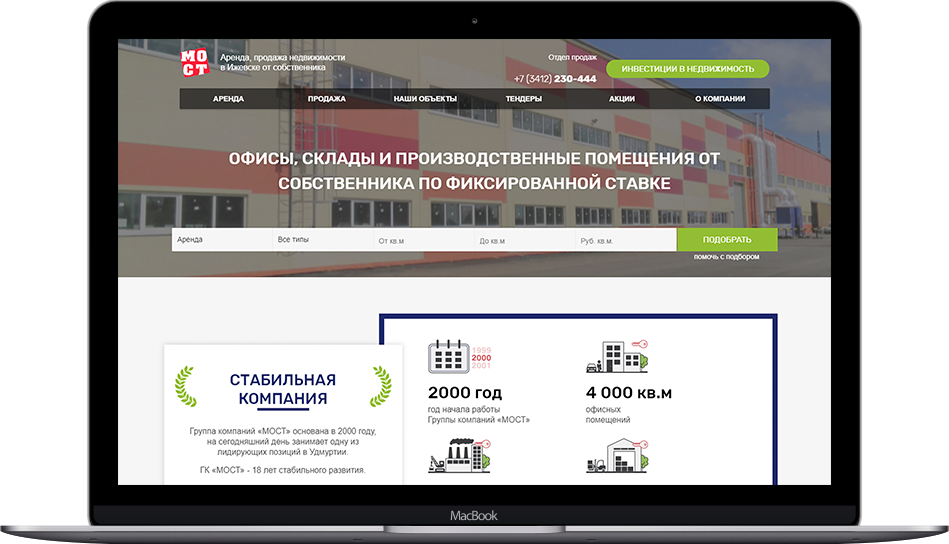 МО
СТ
Аренда, продажа недвижимости
в Ижевске от собственника
Отдел продаж
+7 (3412) 230-444
ИНВЕСТИЦИИ В НЕДВИЖИМОСТЬ
АРЕНДА ПРОДАЖА НАШИ ОБЪЕКТЫ ТЕНДЕРЫ АКЦИИ О КОМПАНИИ
ОФИСЫ, СКЛАДЫ И ПРОИЗВОДСТВЕННЫЕ ПОМЕЩЕНИЯ ОТ
СОБСТВЕННИКА ПО ФИКСИРОВАННОЙ СТАВКЕ
Аренда Все типы От кв.м До кв.м Руб. кв.м. ПОДОБРАТЬ
помочь с подбором
СТАБИЛЬНАЯ
КОМПАНИЯ
Группа компаний «МОСТ» основана в 2000 году,
на сегодняшний день занимает одну из
лидирующих позиций в Удмуртии.
ГК «МОСТ» - 18 лет стабильного развития.
1999
2000
2001
2000 год
год начала работы
Группы компаний «МОСТ»
4 000 кв.м
офисных
помещений
MacBook